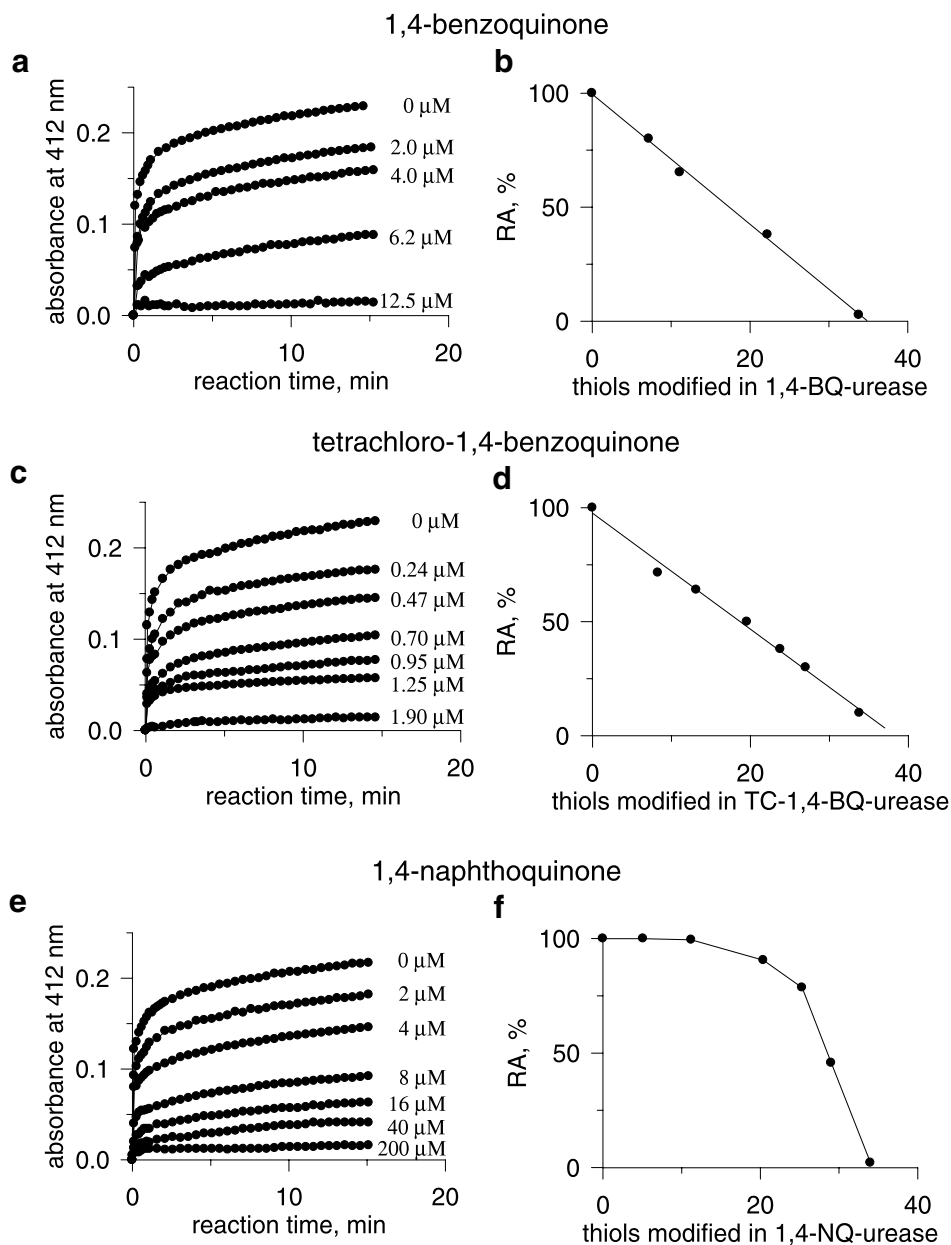 1,4-benzoquinone
a
absorbance at 412 nm
0.2
0.1
0.0
0 µM
2.0 µM
4.0 µM
6.2 µM
12.5 µM
0
10
20
reaction time, min
b
RA, %
100
50
0
0
20
40
thiols modified in 1,4-BQ-urease
tetrachloro-1,4-benzoquinone
c
absorbance at 412 nm
0.2
0.1
0.0
0 µM
0.24 µM
0.47 µM
0.70 µM
0.95 µM
1.25 µM
1.90 µM
0
10
20
reaction time, min
d
RA, %
100
50
0
0
20
40
thiols modified in TC-1,4-BQ-urease
1,4-naphthoquinone
e
absorbance at 412 nm
0.2
0.1
0.0
0 µM
2 µM
4 µM
8 µM
16 µM
40 µM
200 µM
0
10
20
reaction time, min
f
RA, %
100
50
0
0
20
40
thiols modified in 1,4-NQ-urease